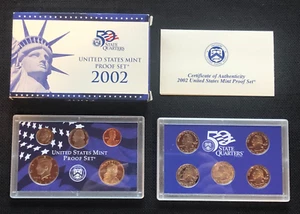 50
STATE
QUARTERS
UNITED STATES MINT
PROOF SET
2002
Certificate of Authenticity
2002 United States Mint Proof Set
UNITED STATES MINT
PROOF SET
50
STATE
QUARTERS